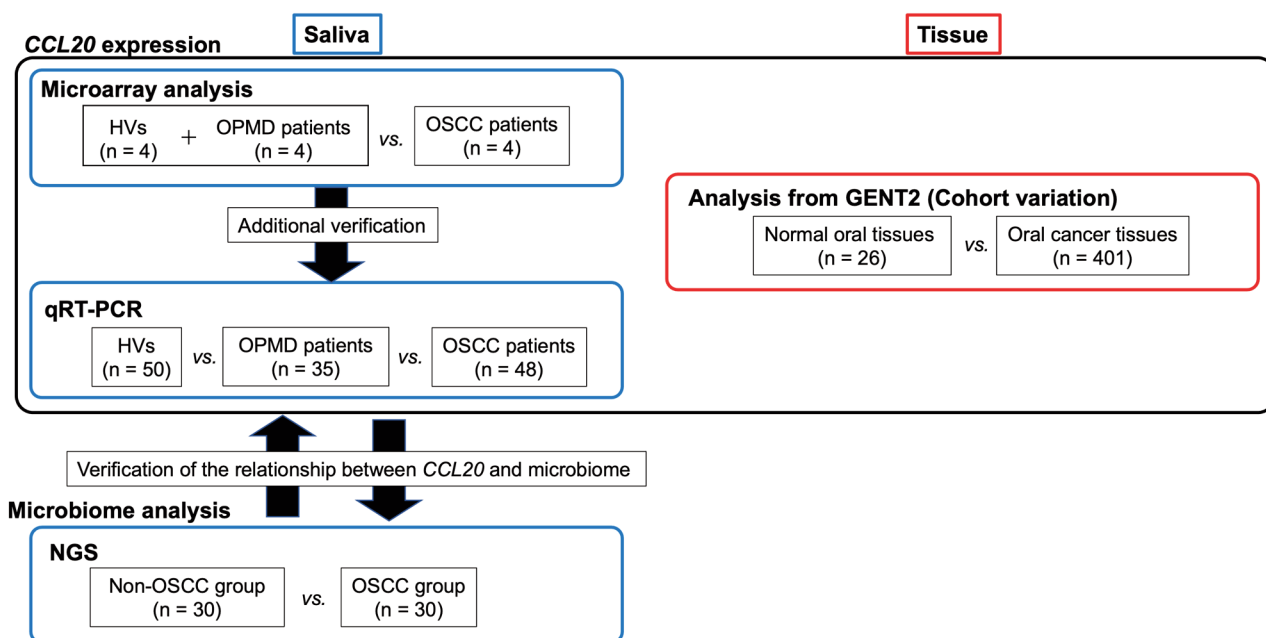 Saliva
Tissue
CCL20 expression
Microarray analysis
HVs
(n = 4)
+
OPMD patients
(n = 4)
vs.
OSCC patients
(n = 4)
Additional verification
Analysis from GENT2 (Cohort variation)
Normal oral tissues
(n = 26)
vs.
Oral cancer tissues
(n = 401)
qRT-PCR
HVs
(n = 50)
vs.
OPMD patients
(n = 35)
vs.
OSCC patients
(n = 48)
Verification of the relationship between CCL20 and microbiome
Microbiome analysis
NGS
Non-OSCC group
(n = 30)
vs.
OSCC group
(n = 30)